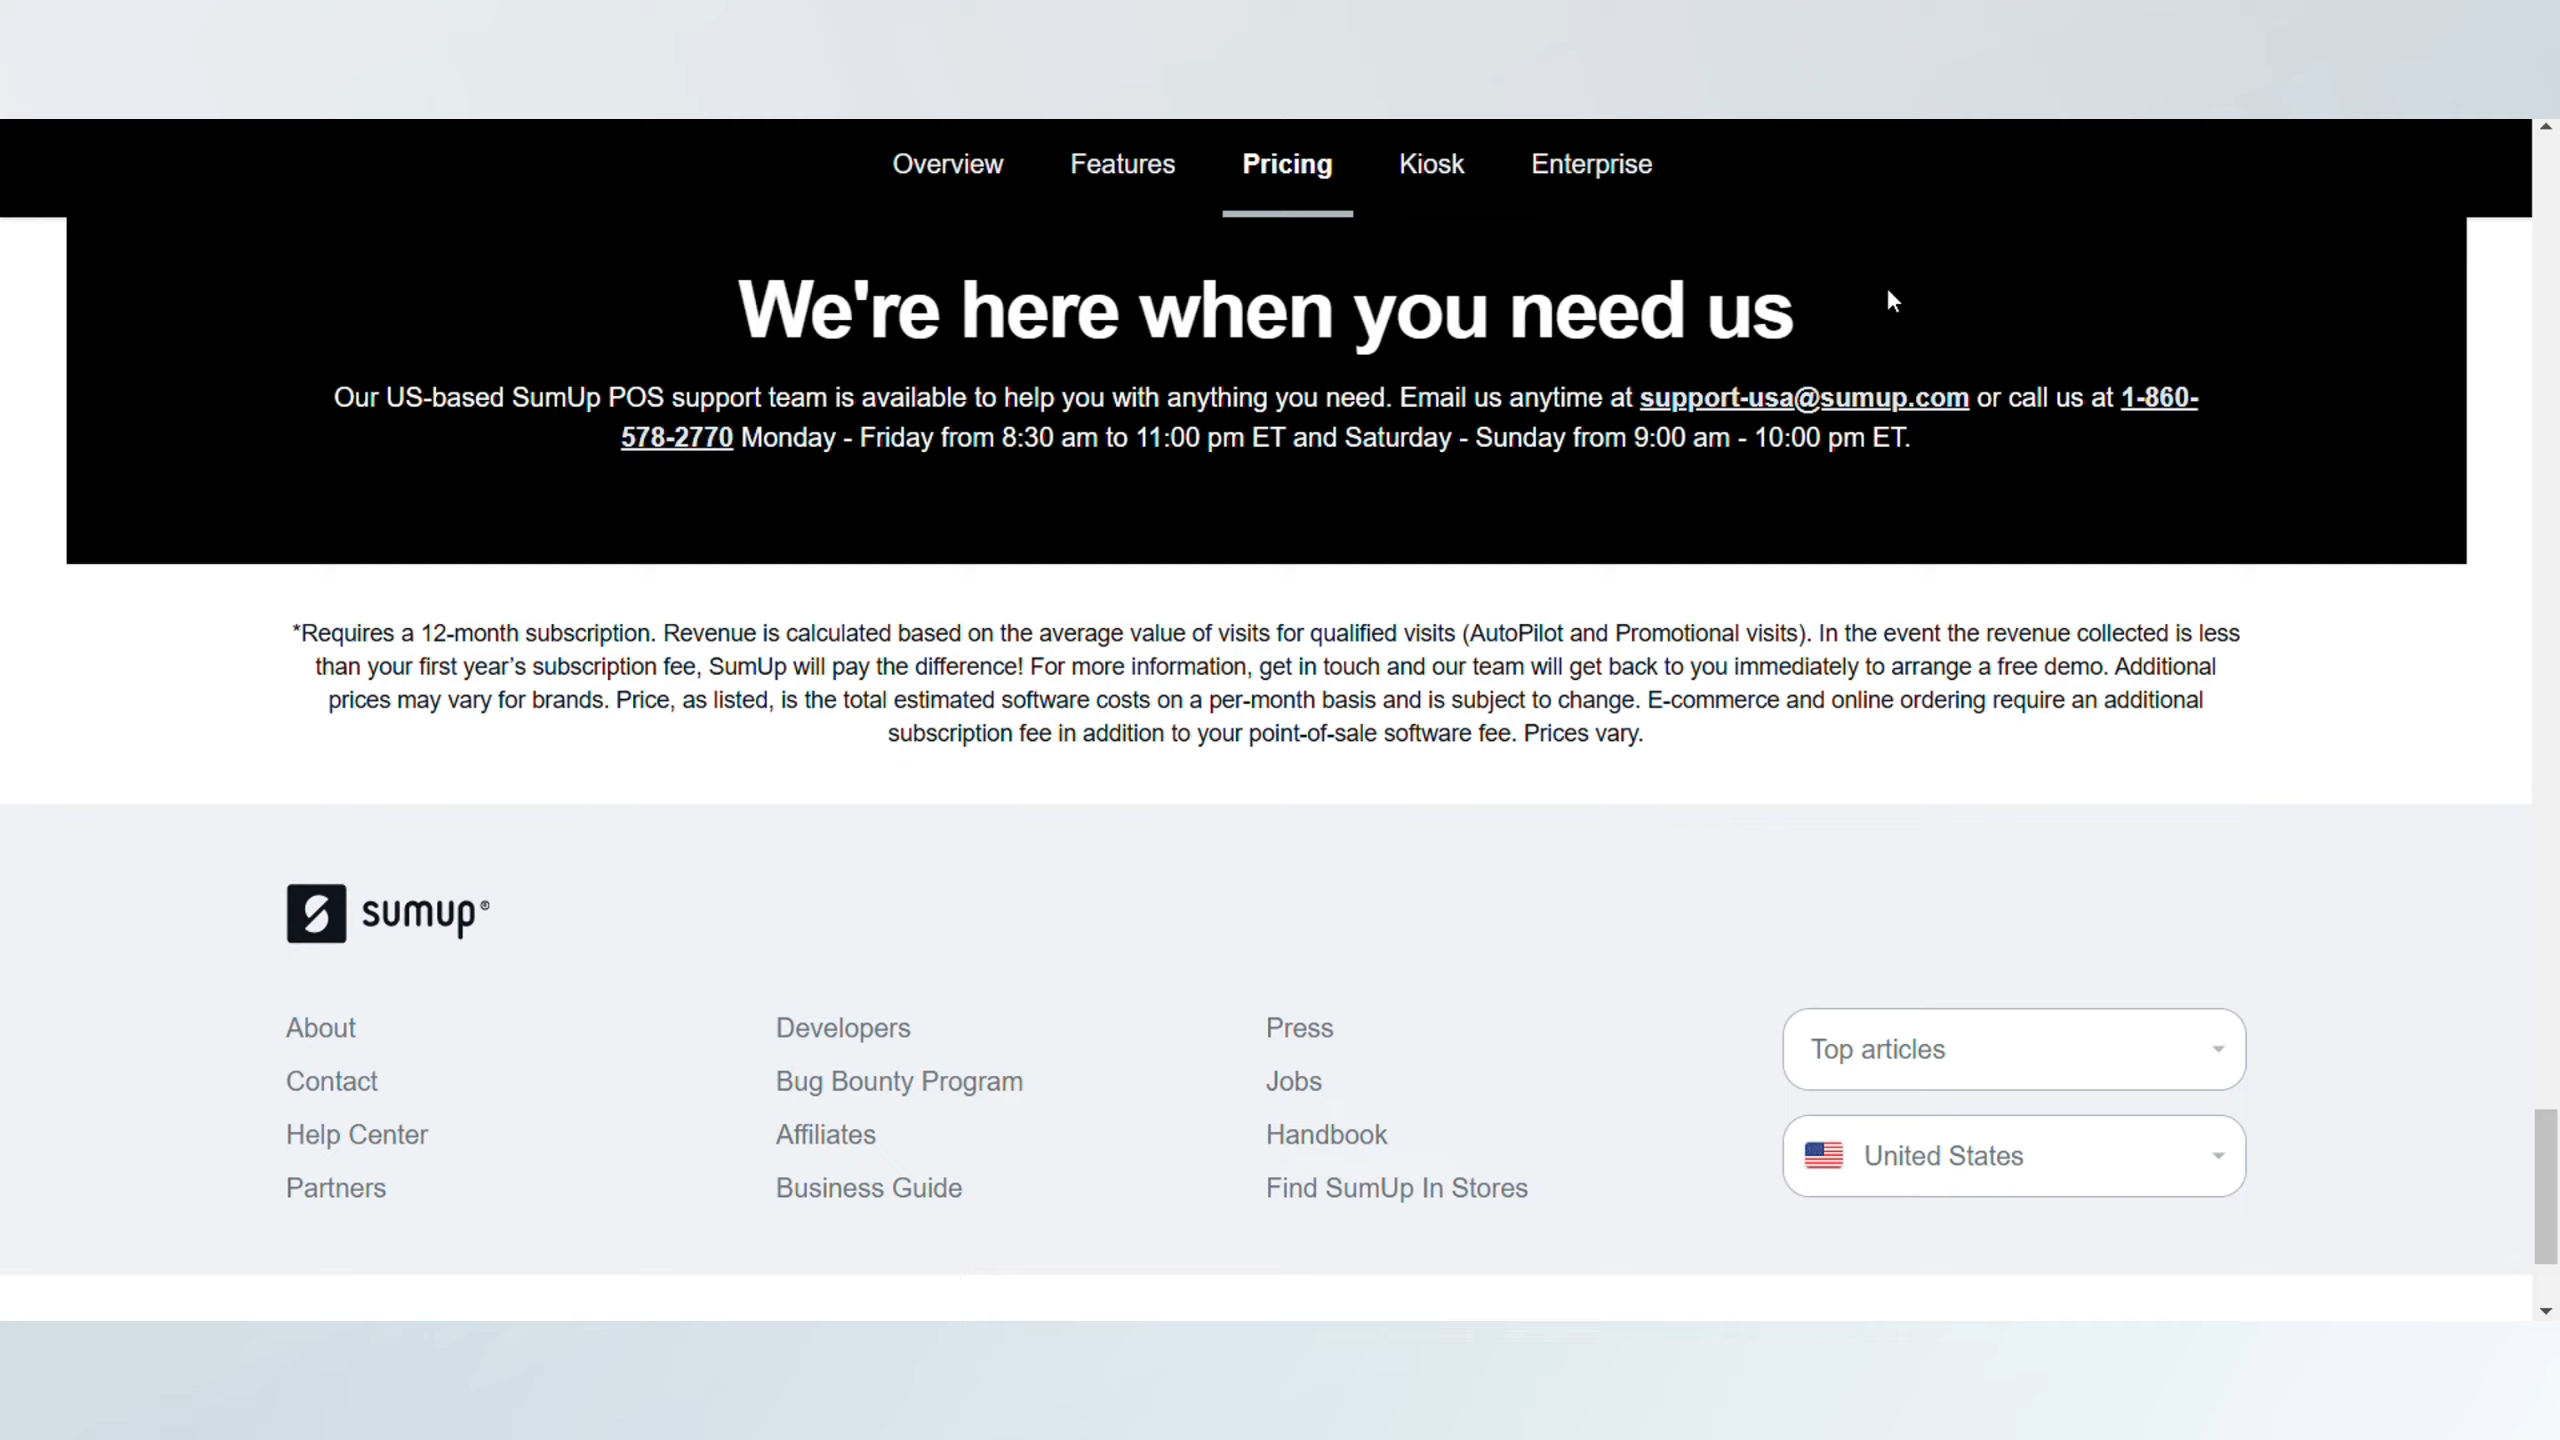 Overview Features Pricing Kiosk Enterprise
We're here when you need us
Our US-based SumUp POS support team is available to help you with anything you need. Email us anytime at support-usa@sumup.com or call us at 1-860-
578-2770 Monday - Friday from 8:30 am to 11:00 pm ET and Saturday - Sunday from 9:00 am - 10:00 pm ET.
*Requires a 12-month subscription. Revenue is calculated based on the average value of visits for qualified visits (AutoPilot and Promotional visits). In the event the revenue collected is less
than your first year’s subscription fee, SumUp will pay the difference! For more information, get in touch and our team will get back to you immediately to arrange a free demo. Additional
prices may vary for brands. Price, as listed, is the total estimated software costs on a per-month basis and is subject to change. E-commerce and online ordering require an additional
subscription fee in addition to your point-of-sale software fee. Prices vary.
sumup®
About
Contact
Help Center
Partners
Developers
Bug Bounty Program
Affiliates
Business Guide
Press
Jobs
Handbook
Find SumUp In Stores
Top articles
United States